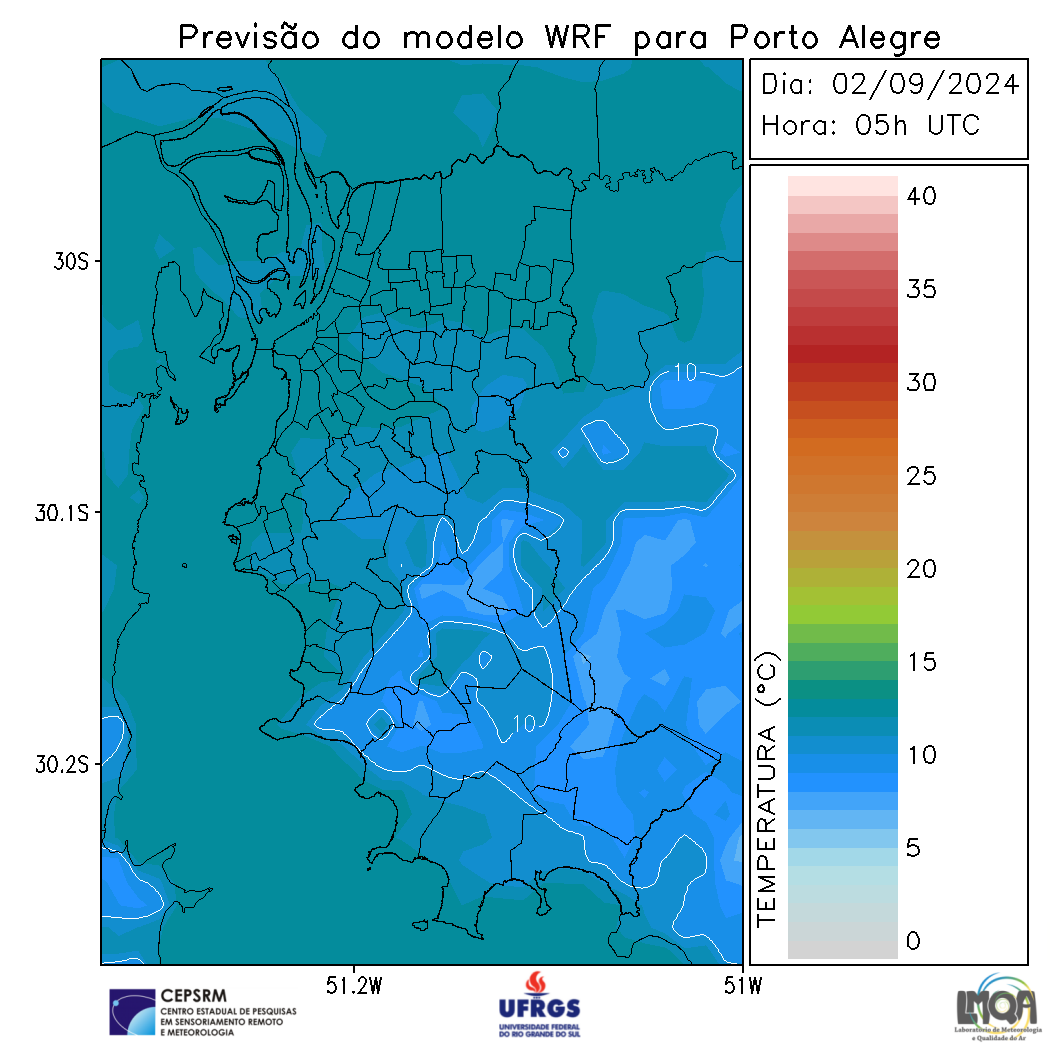 Previsão do modelo WRF para Porto Alegre
Dia: 02/09/2024
Hora: 05h UTC
40
35
30
25
20
15
10
5
0
TEMPERATURA (°C)
30S
30.1S
30.2S
51.2W
51W
10
10
CEPSRM
CENTRO ESTADUAL DE PESQUISAS
EM SENSORIAMENTO REMOTO
E METEOROLOGIA
UFRGS
UNIVERSIDADE FEDERAL
DO RIO GRANDE DO SUL
LMQA
Laboratório de Meteorologia
e Qualidade do Ar